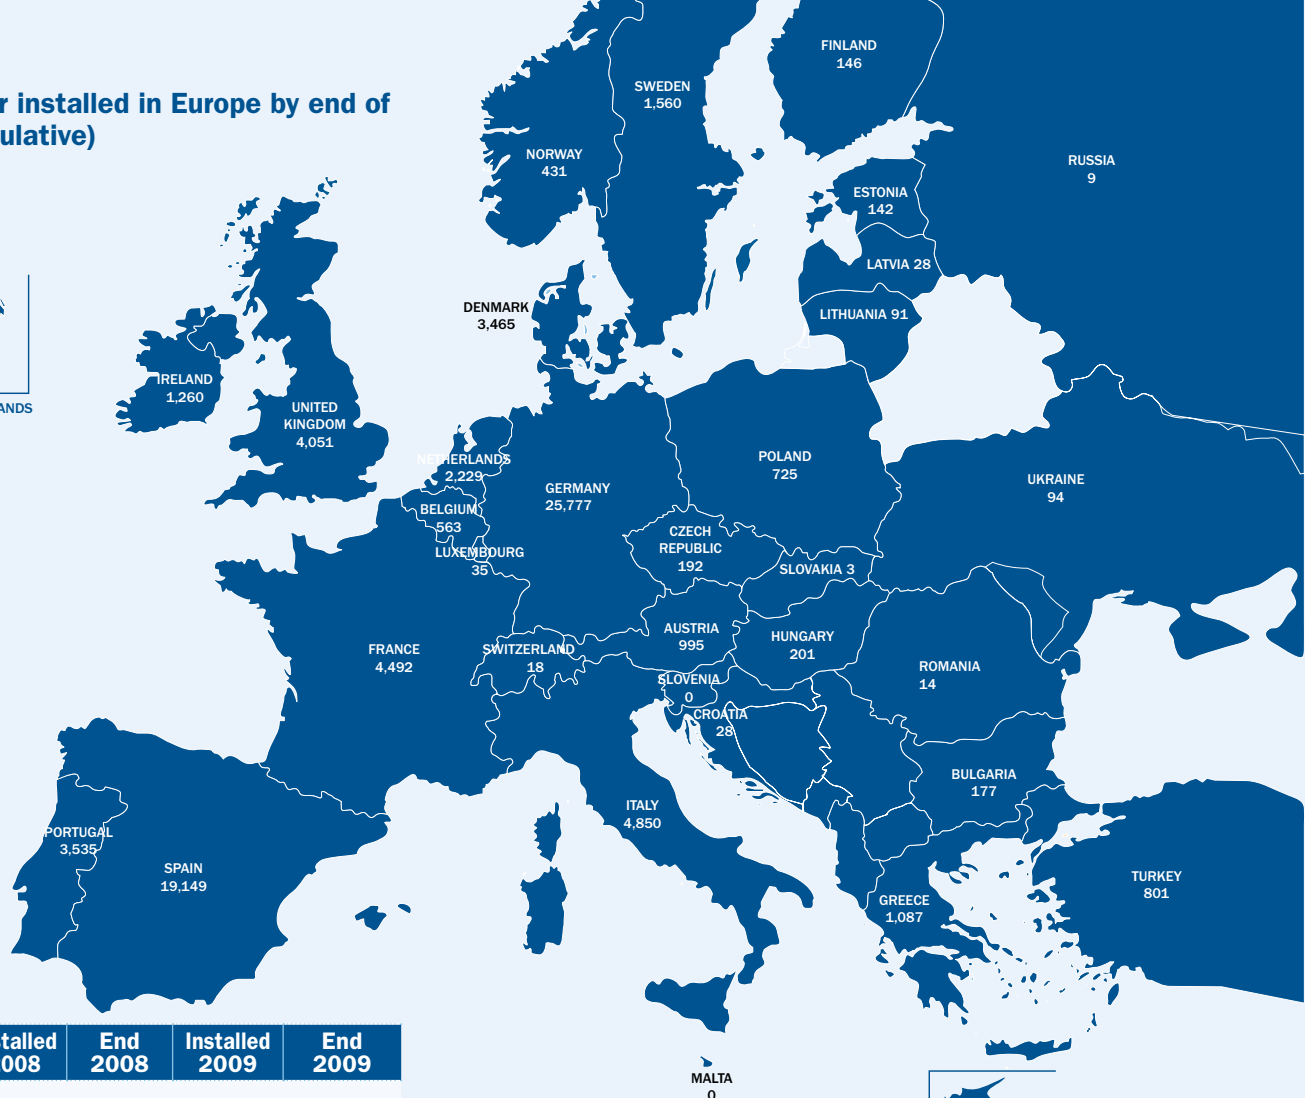 r installed in Europe by end of
ulative)
FINLAND
146
SWEDEN
1,560
NORWAY
431
RUSSIA
9
ESTONIA
142
LATVIA 28
LITHUANIA 91
DENMARK
3,465
IRELAND
1,260
UNITED
KINGDOM
4,051
ANDS
NETHERLANDS
2,229
BELGIUM
563
LUXEMBOURG
35
GERMANY
25,777
POLAND
725
UKRAINE
94
CZECH
REPUBLIC
192
SLOVAKIA 3
AUSTRIA
995
HUNGARY
201
FRANCE
4,492
SWITZERLAND
18
SLOVENIA
0
CROATIA
28
ROMANIA
14
BULGARIA
177
ITALY
4,850
PORTUGAL
3,535
SPAIN
19,149
GREECE
1,087
TURKEY
801
MALTA
0
talled
008
End
2008
Installed
2009
End
2009